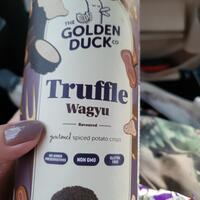 THE
GOLDEN
DUCK CO
Truffle
Wagyu
flavoured
gourmet spiced potato crisps
NO ADDED
PRESERVATIVES
NON GMO
GLUTEN
FREE